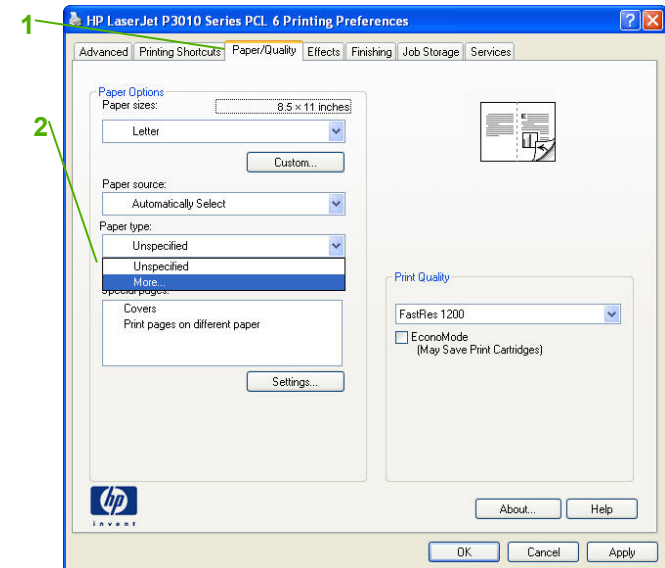 1
HP LaserJet P3010 Series PCL 6 Printing Preferences
Advanced Printing Shortcuts Paper/Quality Effects Finishing Job Storage Services
Paper Options
Paper sizes: 8.5 × 11 inches
2
Letter
Custom...
Paper source:
Automatically Select
Paper type:
Unspecified
Unspecified
More...
Special pages:
Covers
Print pages on different paper
Settings...
Print Quality
FastRes 1200
EconoMode
(May Save Print Cartridges)
hp
invent
About... Help
OK Cancel Apply